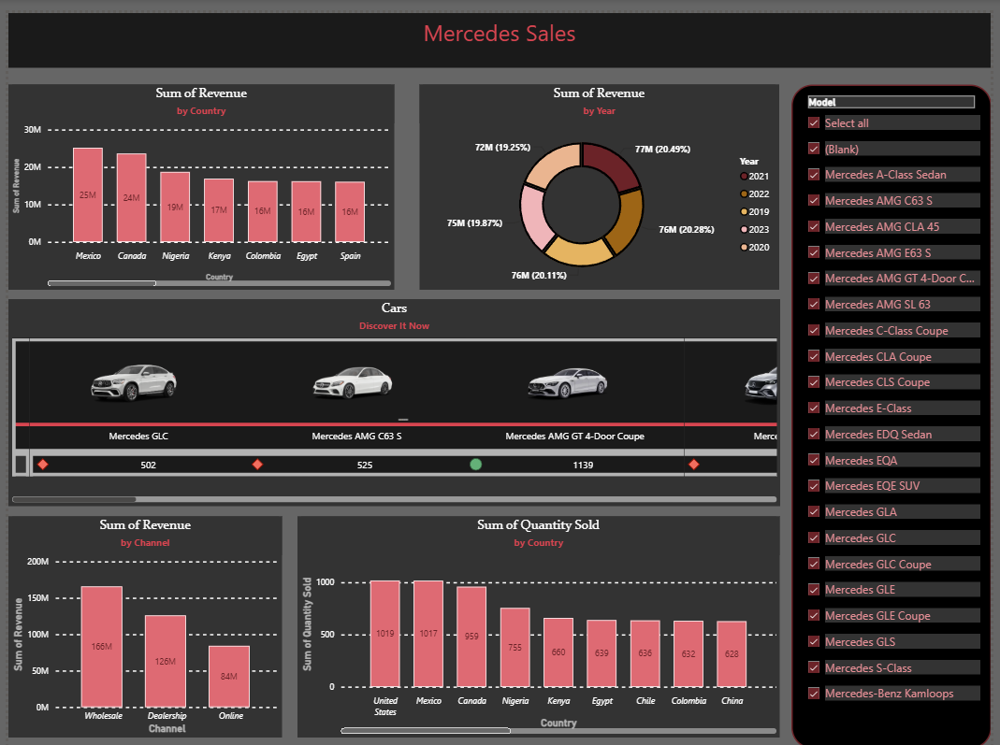 Mercedes Sales
Sum of Revenue
by Country
30M
20M
10M
0M
Sum of Revenue
25M
24M
19M
17M
16M
16M
16M
Mexico
Canada
Nigeria
Kenya
Colombia
Egypt
Spain
Country
Sum of Revenue
by Year
72M (19.25%)
77M (20.49%)
75M (19.87%)
76M (20.28%)
76M (20.11%)
Year
2021
2022
2019
2023
2020
Cars
Discover It Now
Mercedes GLC
Mercedes AMG C63 S
Mercedes AMG GT 4-Door Coupe
Merce
502
525
1139
Sum of Revenue
by Channel
200M
150M
100M
50M
0M
Sum of Revenue
166M
126M
84M
Wholesale
Dealership
Online
Channel
Sum of Quantity Sold
by Country
1000
500
0
Sum of Quantity Sold
1019
1017
959
755
660
639
636
632
628
United
States
Mexico
Canada
Nigeria
Kenya
Egypt
Chile
Colombia
China
Country
Model
Select all
(Blank)
Mercedes A-Class Sedan
Mercedes AMG C63 S
Mercedes AMG CLA 45
Mercedes AMG E63 S
Mercedes AMG GT 4-Door C...
Mercedes AMG SL 63
Mercedes C-Class Coupe
Mercedes CLA Coupe
Mercedes CLS Coupe
Mercedes E-Class
Mercedes EDQ Sedan
Mercedes EQA
Mercedes EQE SUV
Mercedes GLA
Mercedes GLC
Mercedes GLC Coupe
Mercedes GLE
Mercedes GLE Coupe
Mercedes GLS
Mercedes S-Class
Mercedes-Benz Kamloops